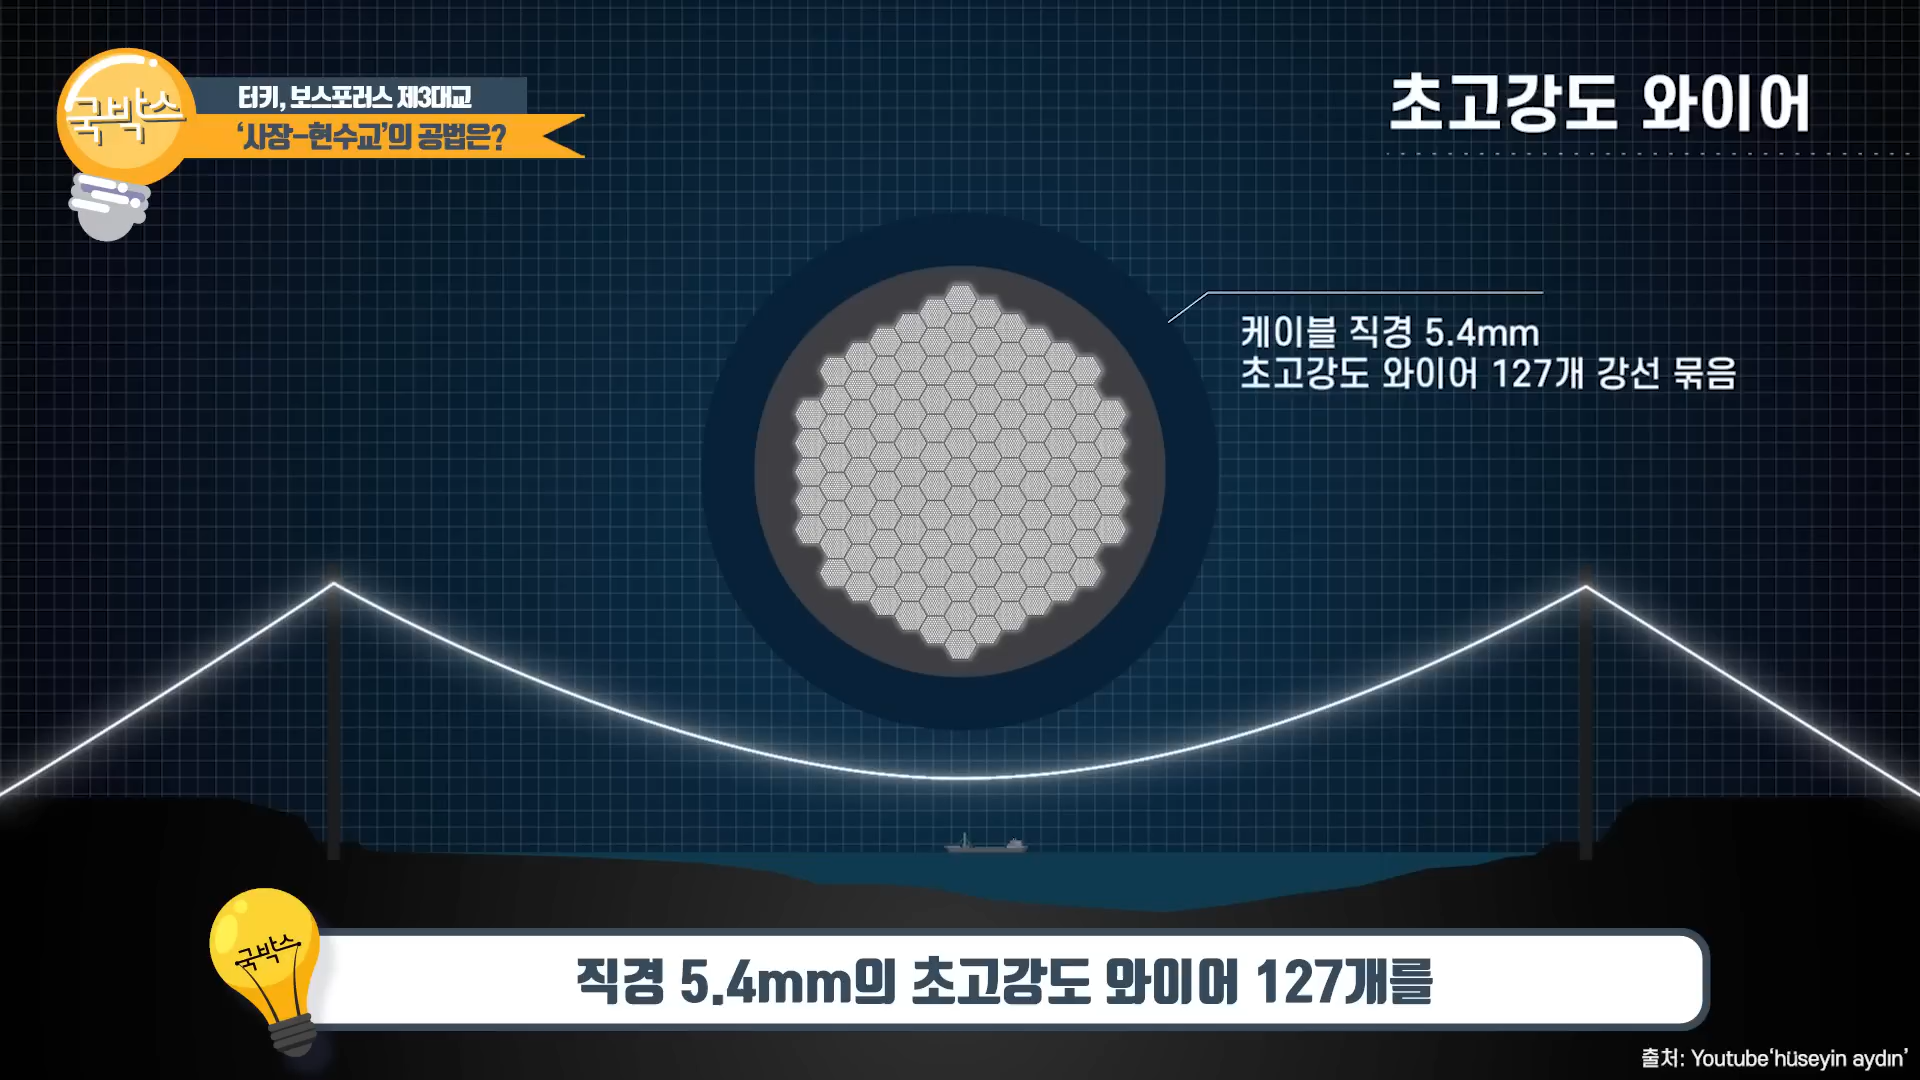 국박스
터키, 보스포러스 제3대교
‘사장-현수교’의 공법은?
초고강도 와이어
케이블 직경 5.4mm
초고강도 와이어 127개 강선 묶음
국박스
직경 5.4mm의 초고강도 와이어 127개를
출처: Youtube‘hüseyin aydın’